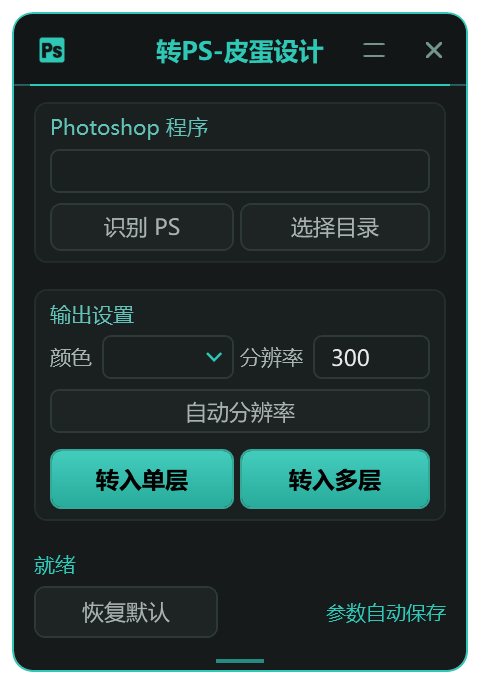 Ps 转PS-皮蛋设计
Photoshop 程序
识别 PS 选择目录
输出设置
颜色 分辨率 300
自动分辨率
转入单层 转入多层
就绪
恢复默认 参数自动保存